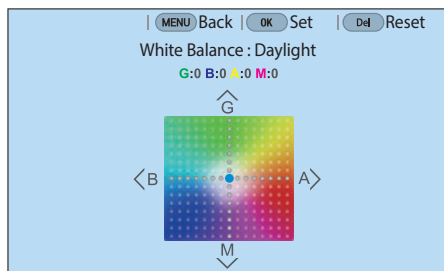 | MENU Back | OK Set | Del Reset
White Balance : Daylight
G:0 B:0 A:0 M:0
G
B A
M